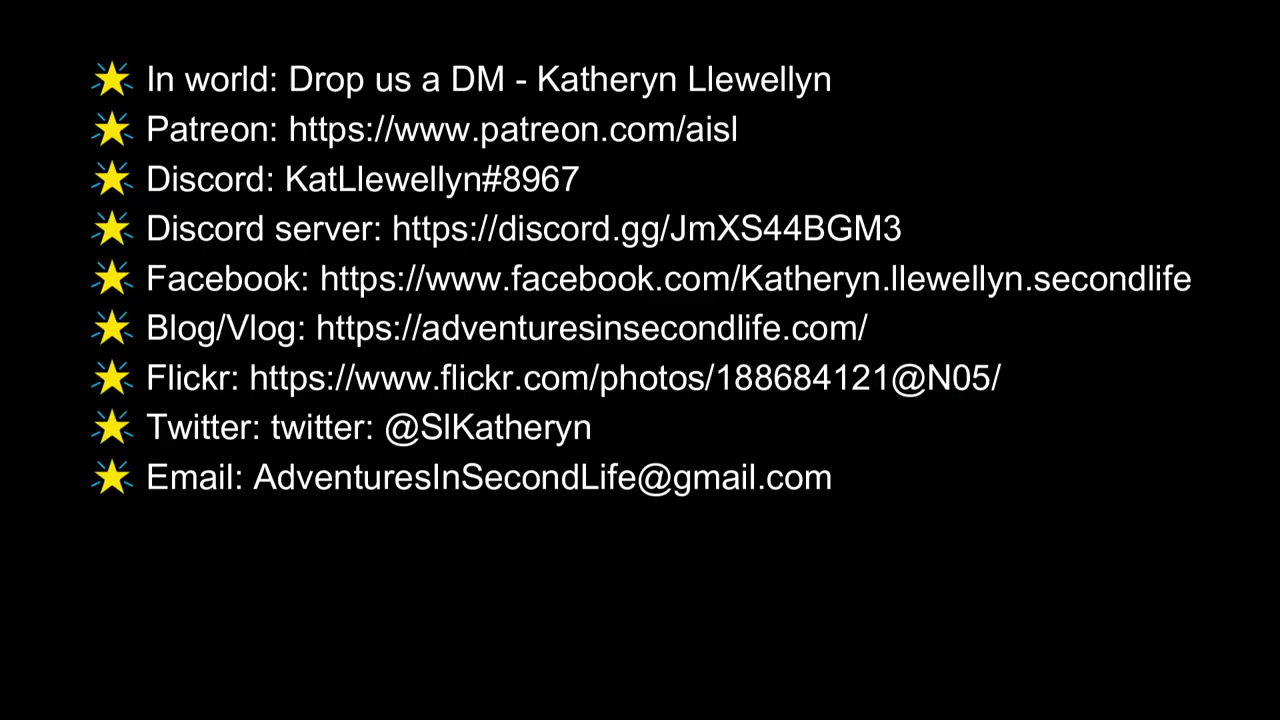 In world: Drop us a DM - Katheryn Llewellyn
Patreon: https://www.patreon.com/aisl
Discord: KatLlewellyn#8967
Discord server: https://discord.gg/JmXS44BGM3
Facebook: https://www.facebook.com/Katheryn.llewellyn.secondlife
Blog/Vlog: https://adventuresinsecondlife.com/
Flickr: https://www.flickr.com/photos/188684121@N05/
Twitter: twitter: @SlKatheryn
Email: AdventuresInSecondLife@gmail.com